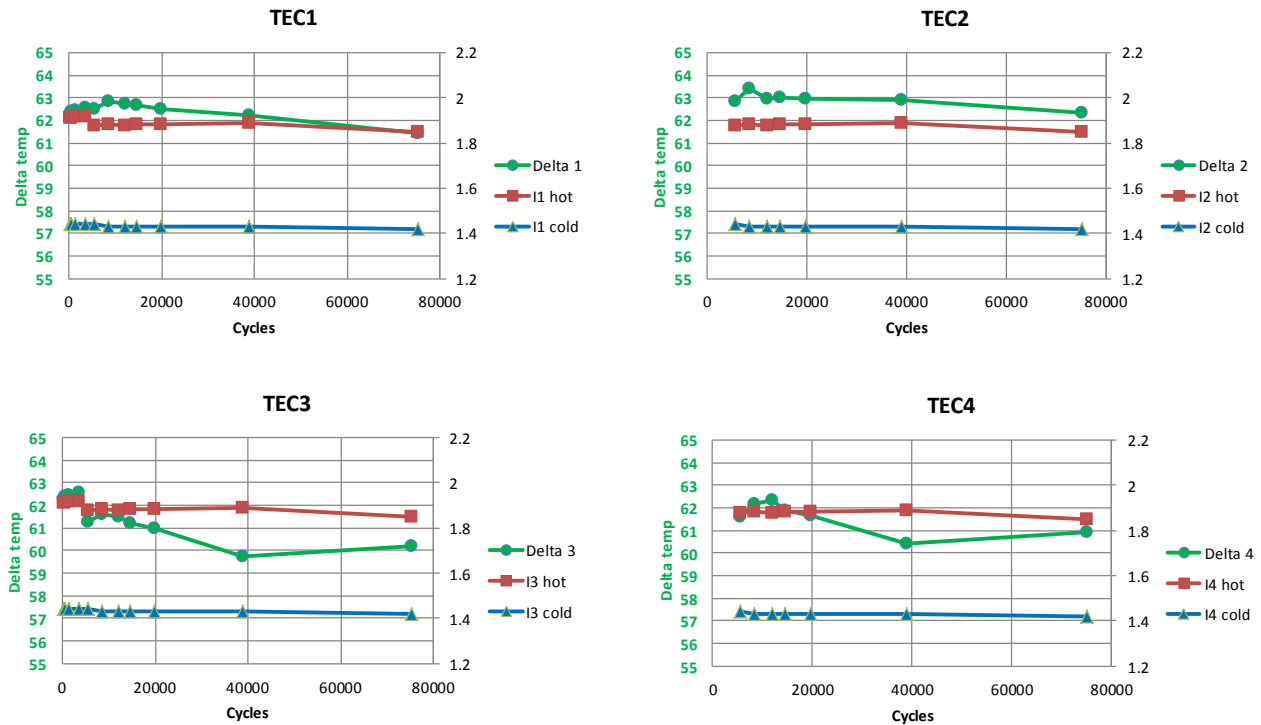 TEC1
65
64
63
62
61
60
59
58
57
56
55
Delta temp
2.2
2
1.8
1.6
1.4
1.2
0 20000 40000 60000 80000
Cycles
Delta 1
I1 hot
I1 cold
TEC2
65
64
63
62
61
60
59
58
57
56
55
Delta temp
2.2
2
1.8
1.6
1.4
1.2
0 20000 40000 60000 80000
Cycles
Delta 2
I2 hot
I2 cold
TEC3
65
64
63
62
61
60
59
58
57
56
55
Delta temp
2.2
2
1.8
1.6
1.4
1.2
0 20000 40000 60000 80000
Cycles
Delta 3
I3 hot
I3 cold
TEC4
65
64
63
62
61
60
59
58
57
56
55
Delta temp
2.2
2
1.8
1.6
1.4
1.2
0 20000 40000 60000 80000
Cycles
Delta 4
I4 hot
I4 cold